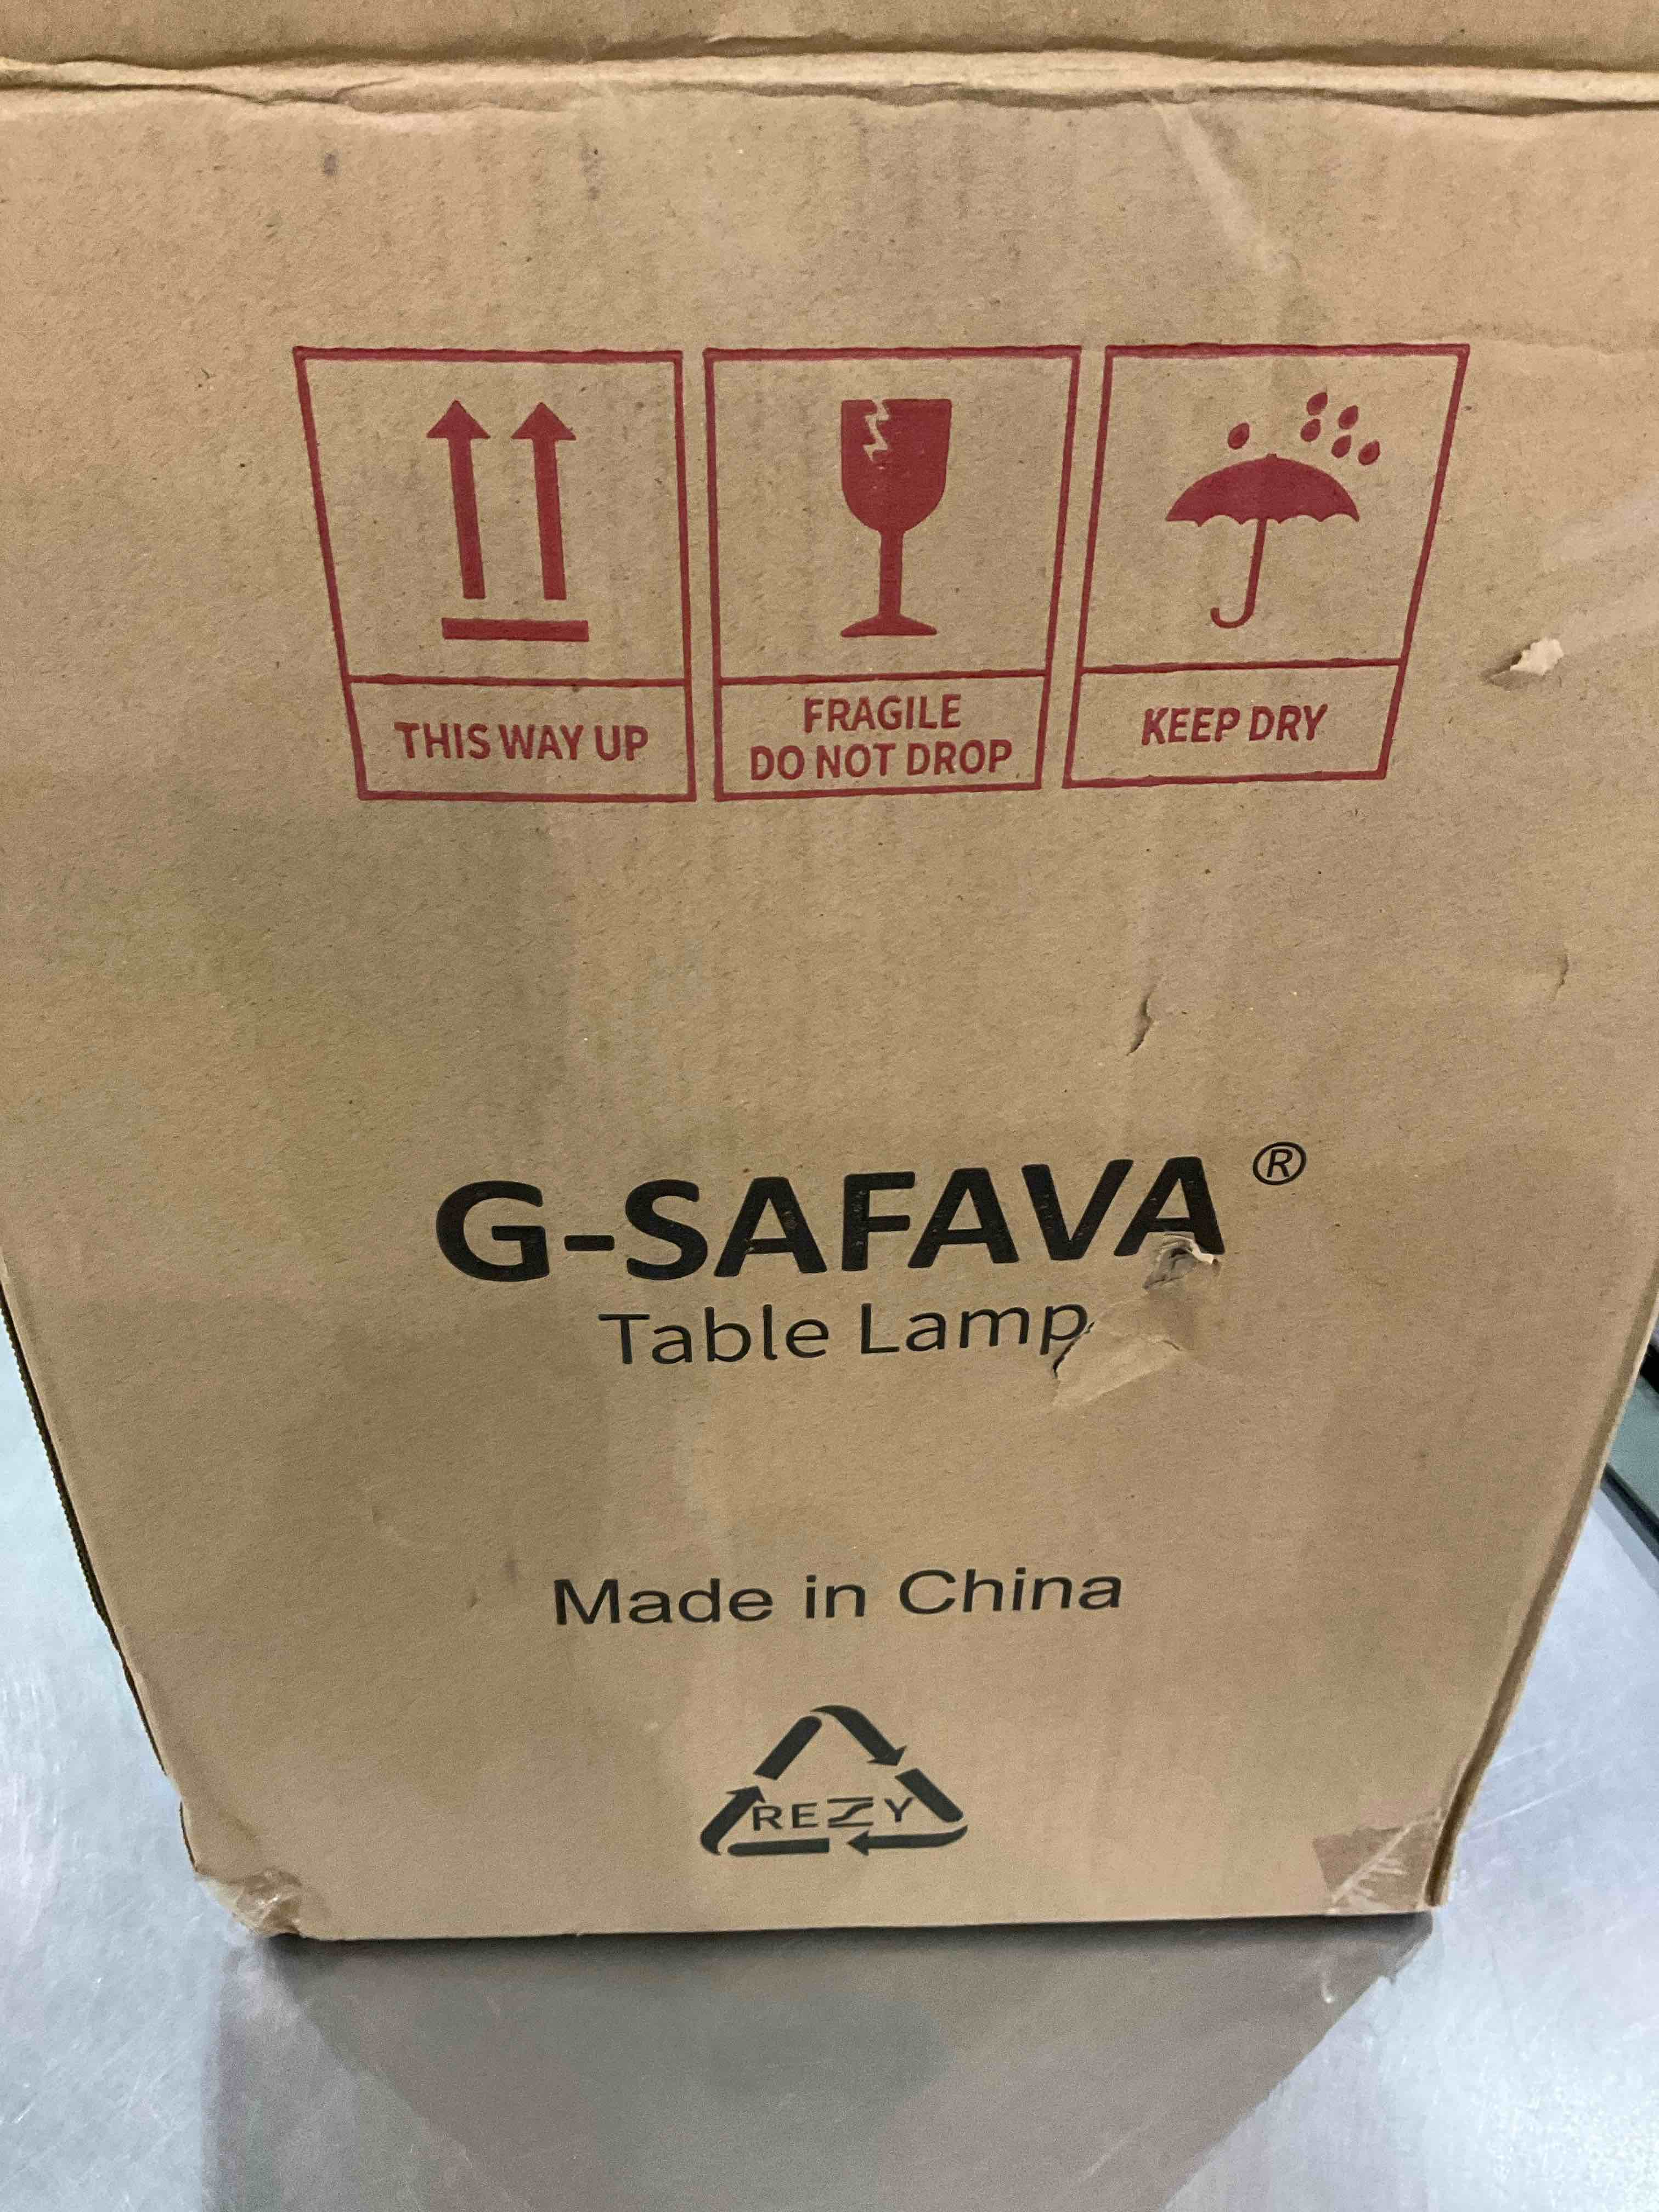 THIS WAY UP
FRAGILE
DO NOT DROP
KEEP DRY
G-SAFAVA®
Table Lamp
Made in China
REZY